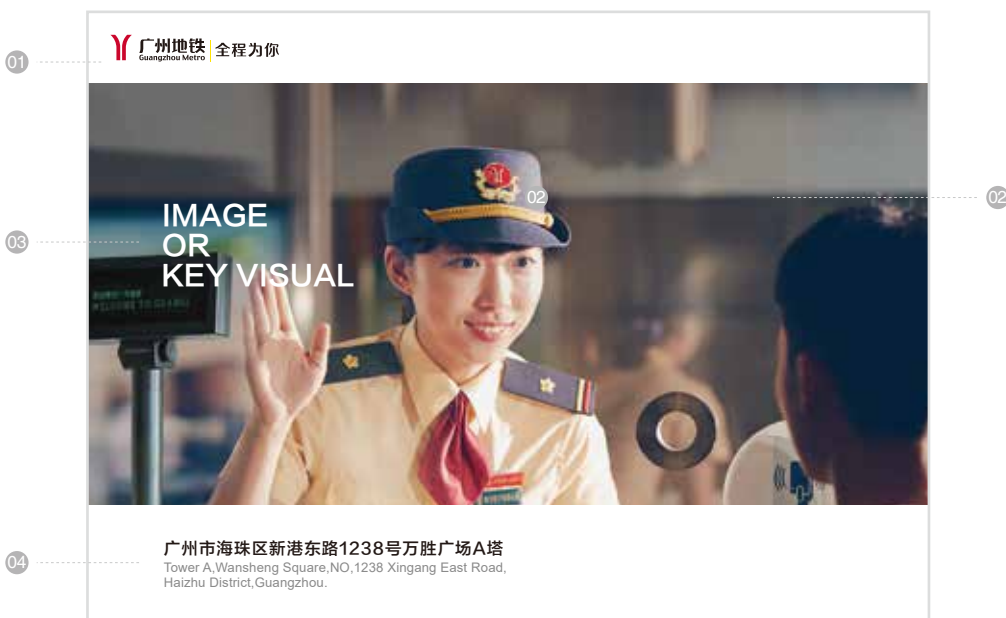 01
广州地铁 全程为你
Guangzhou Metro
02
02
IMAGE
OR
KEY VISUAL
03
广州市海珠区新港东路1238号万胜广场A塔
Tower A,Wansheng Square,NO,1238 Xingang East Road,
Haizhu District,Guangzhou.
04